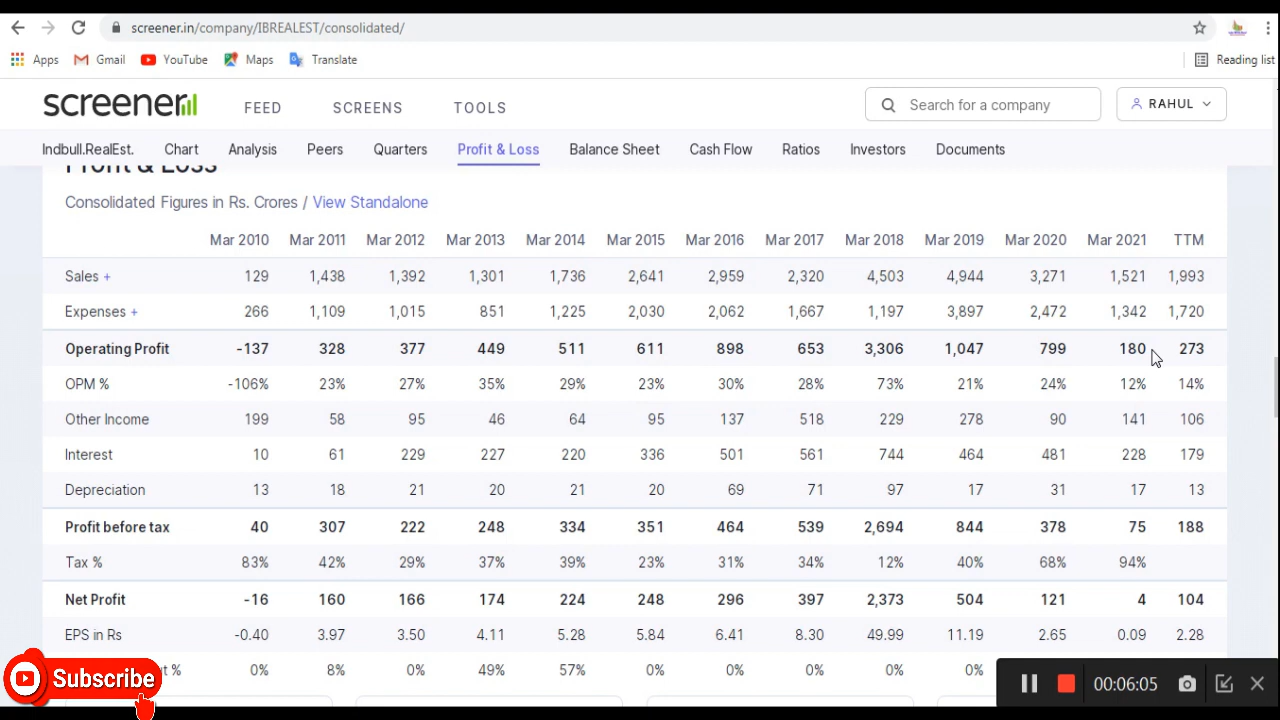 screener.in/company/IBREALEST/consolidated/
Apps Gmail YouTube Maps Translate Reading list
screener FEED SCREENS TOOLS Search for a company RAHUL
Indbull.RealEst. Chart Analysis Peers Quarters Profit & Loss Balance Sheet Cash Flow Ratios Investors Documents
Profit & Loss
Consolidated Figures in Rs. Crores / View Standalone
Mar 2010 Mar 2011 Mar 2012 Mar 2013 Mar 2014 Mar 2015 Mar 2016 Mar 2017 Mar 2018 Mar 2019 Mar 2020 Mar 2021 TTM
Sales + 129 1,438 1,392 1,301 1,736 2,641 2,959 2,320 4,503 4,944 3,271 1,521 1,993
Expenses + 266 1,109 1,015 851 1,225 2,030 2,062 1,667 1,197 3,897 2,472 1,342 1,720
Operating Profit -137 328 377 449 511 611 898 653 3,306 1,047 799 180 273
OPM % -106% 23% 27% 35% 29% 23% 30% 28% 73% 21% 24% 12% 14%
Other Income 199 58 95 46 64 95 137 518 229 278 90 141 106
Interest 10 61 229 227 220 336 501 561 744 464 481 228 179
Depreciation 13 18 21 20 21 20 69 71 97 17 31 17 13
Profit before tax 40 307 222 248 334 351 464 539 2,694 844 378 75 188
Tax % 83% 42% 29% 37% 39% 23% 31% 34% 12% 40% 68% 94%
Net Profit -16 160 166 174 224 248 296 397 2,373 504 121 4 104
EPS in Rs -0.40 3.97 3.50 4.11 5.28 5.84 6.41 8.30 49.99 11.19 2.65 0.09 2.28
% 0% 8% 0% 49% 57% 0% 0% 0% 0% 0%
Subscribe
00:06:05